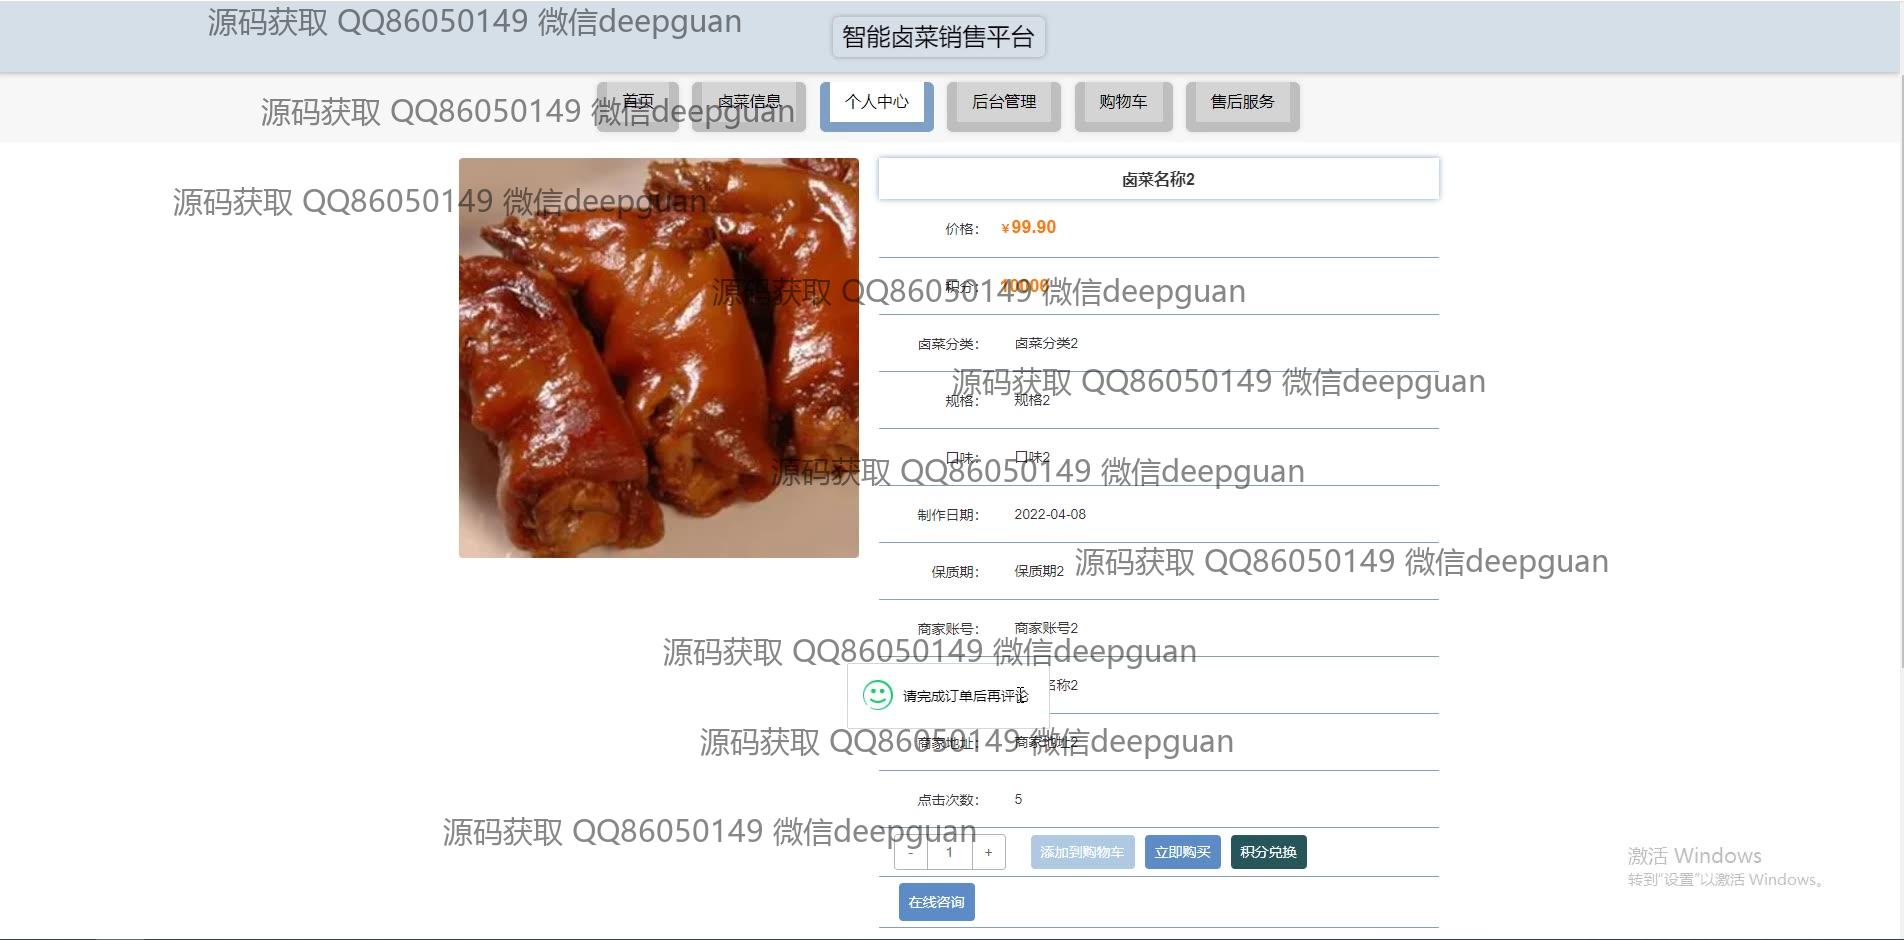 源码获取 QQ86050149 微信deepguan
智能卤菜销售平台
首页 卤菜信息 个人中心 后台管理 购物车 售后服务
源码获取 QQ86050149 微信deepguan
卤菜名称2
源码获取 QQ86050149 微信deepguan
价格： ￥99.90
积分： 10000
源码获取 QQ86050149 微信deepguan
卤菜分类： 卤菜分类2
源码获取 QQ86050149 微信deepguan
规格： 规格2
口味： 口味2
源码获取 QQ86050149 微信deepguan
制作日期： 2022-04-08
源码获取 QQ86050149 微信deepguan
保质期： 保质期2
商家账号： 商家账号2
源码获取 QQ86050149 微信deepguan
名称2
请完成订单后再评论
源码获取 QQ86050149 微信deepguan
商家地址： 商家地址2
点击次数： 5
源码获取 QQ86050149 微信deepguan
- 1 + 添加到购物车 立即购买 积分兑换
激活 Windows
转到"设置"以激活 Windows。
在线咨询